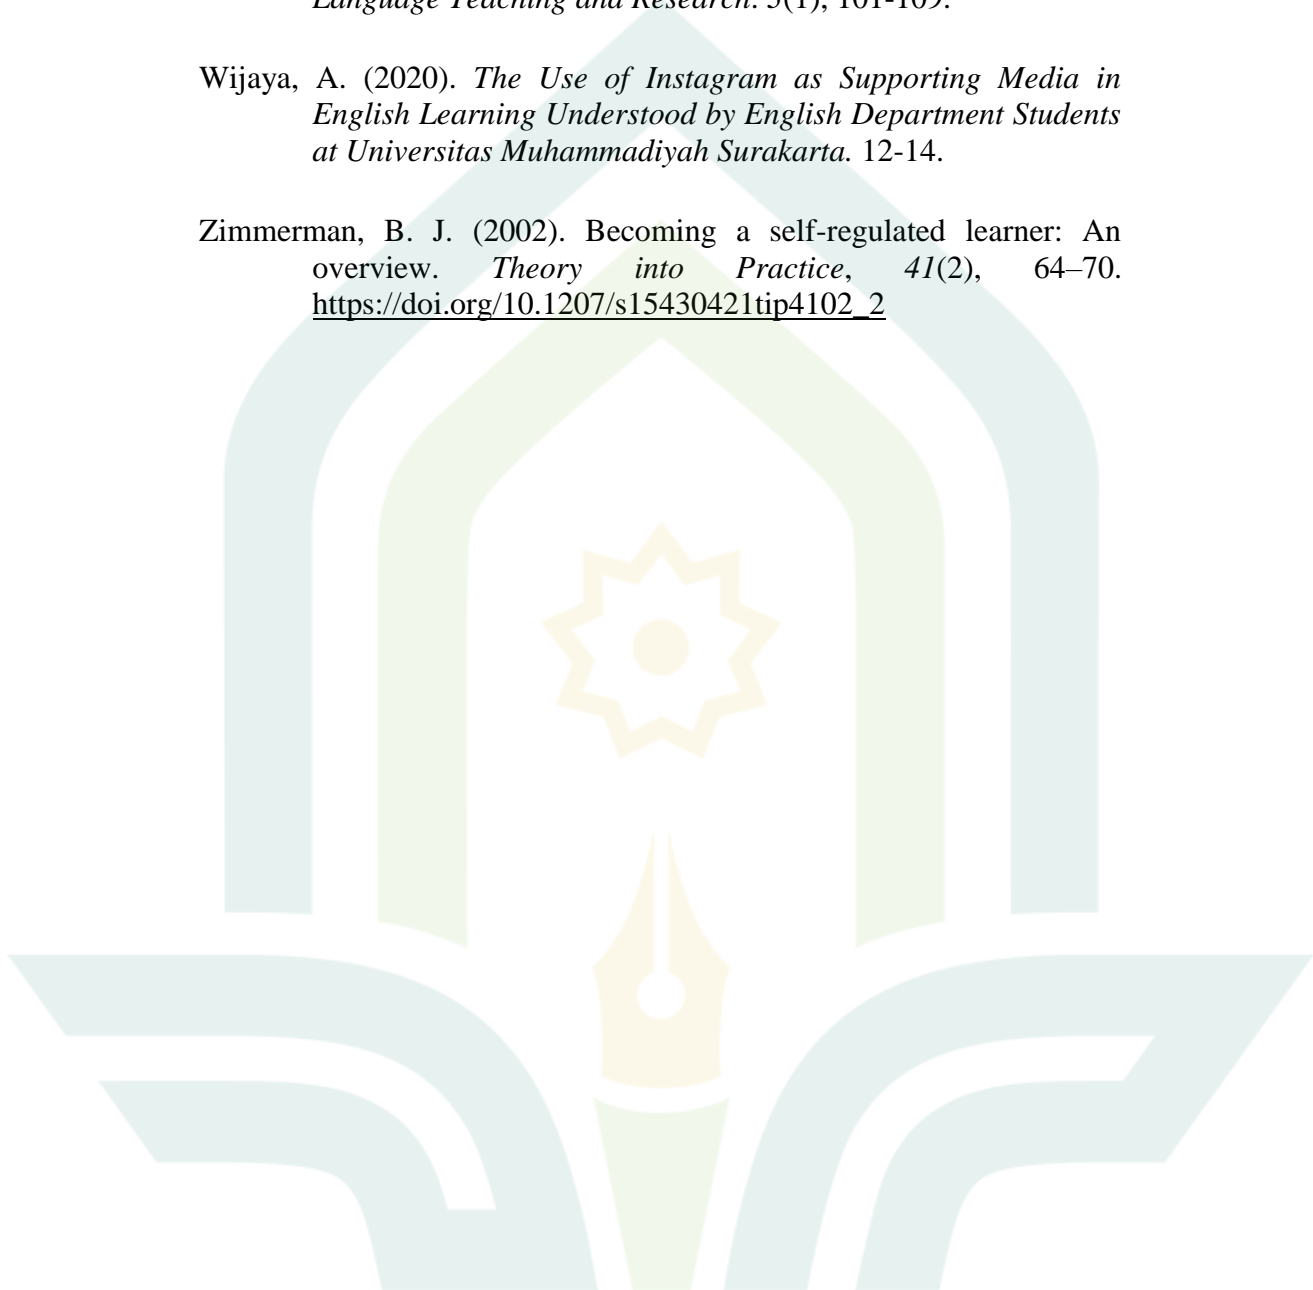 Language Teaching and Research. 5(1), 101-109.
Wijaya, A. (2020). The Use of Instagram as Supporting Media in
English Learning Understood by English Department Students
at Universitas Muhammadiyah Surakarta. 12-14.
Zimmerman, B. J. (2002). Becoming a self-regulated learner: An
overview. Theory into Practice, 41(2), 64–70.
https://doi.org/10.1207/s15430421tip4102_2